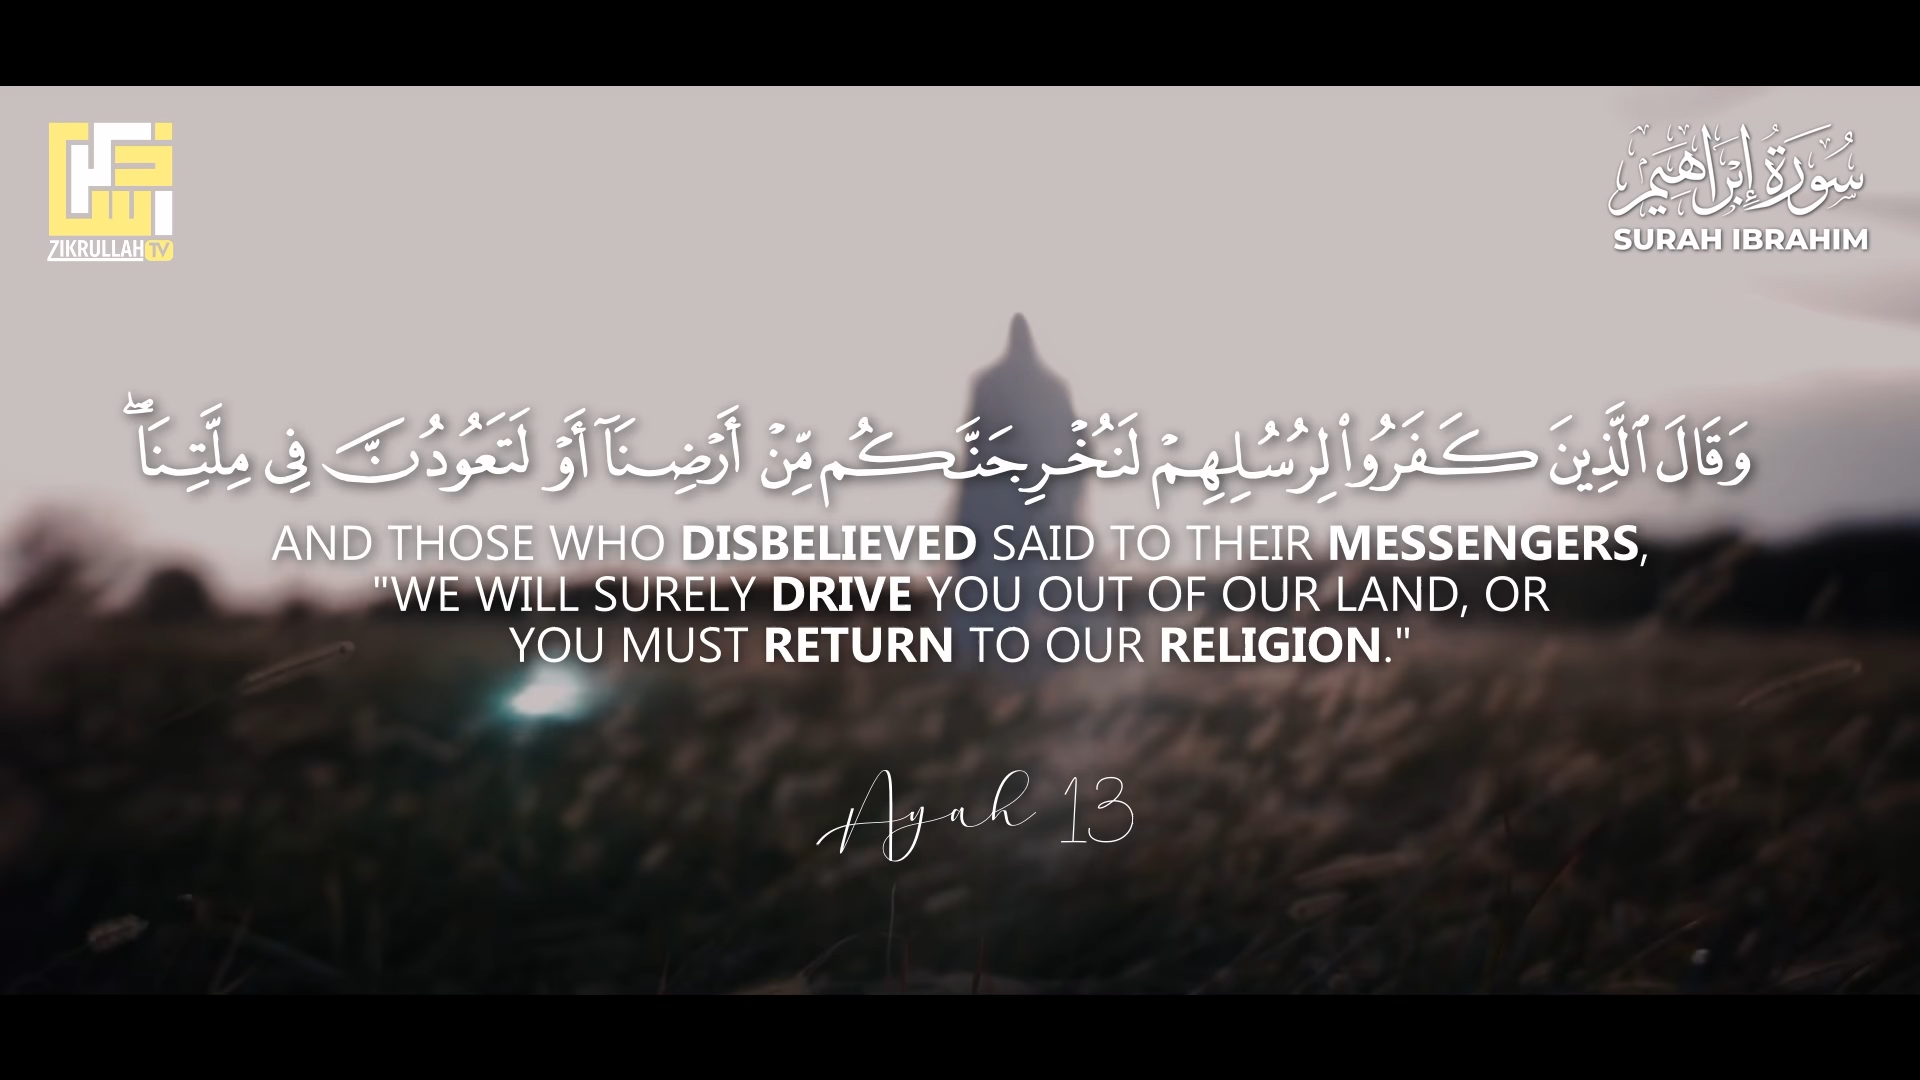 ZIKRULLAH TV
سُورَةُ إِبْرَاهِيم
SURAH IBRAHIM
وَقَالَ ٱلَّذِينَ كَفَرُوا۟ لِرُسُلِهِمْ لَنُخْرِجَنَّكُم مِّنْ أَرْضِنَآ أَوْ لَتَعُودُنَّ فِى مِلَّتِنَا ۖ
AND THOSE WHO DISBELIEVED SAID TO THEIR MESSENGERS,
"WE WILL SURELY DRIVE YOU OUT OF OUR LAND, OR
YOU MUST RETURN TO OUR RELIGION."
Ayah 13